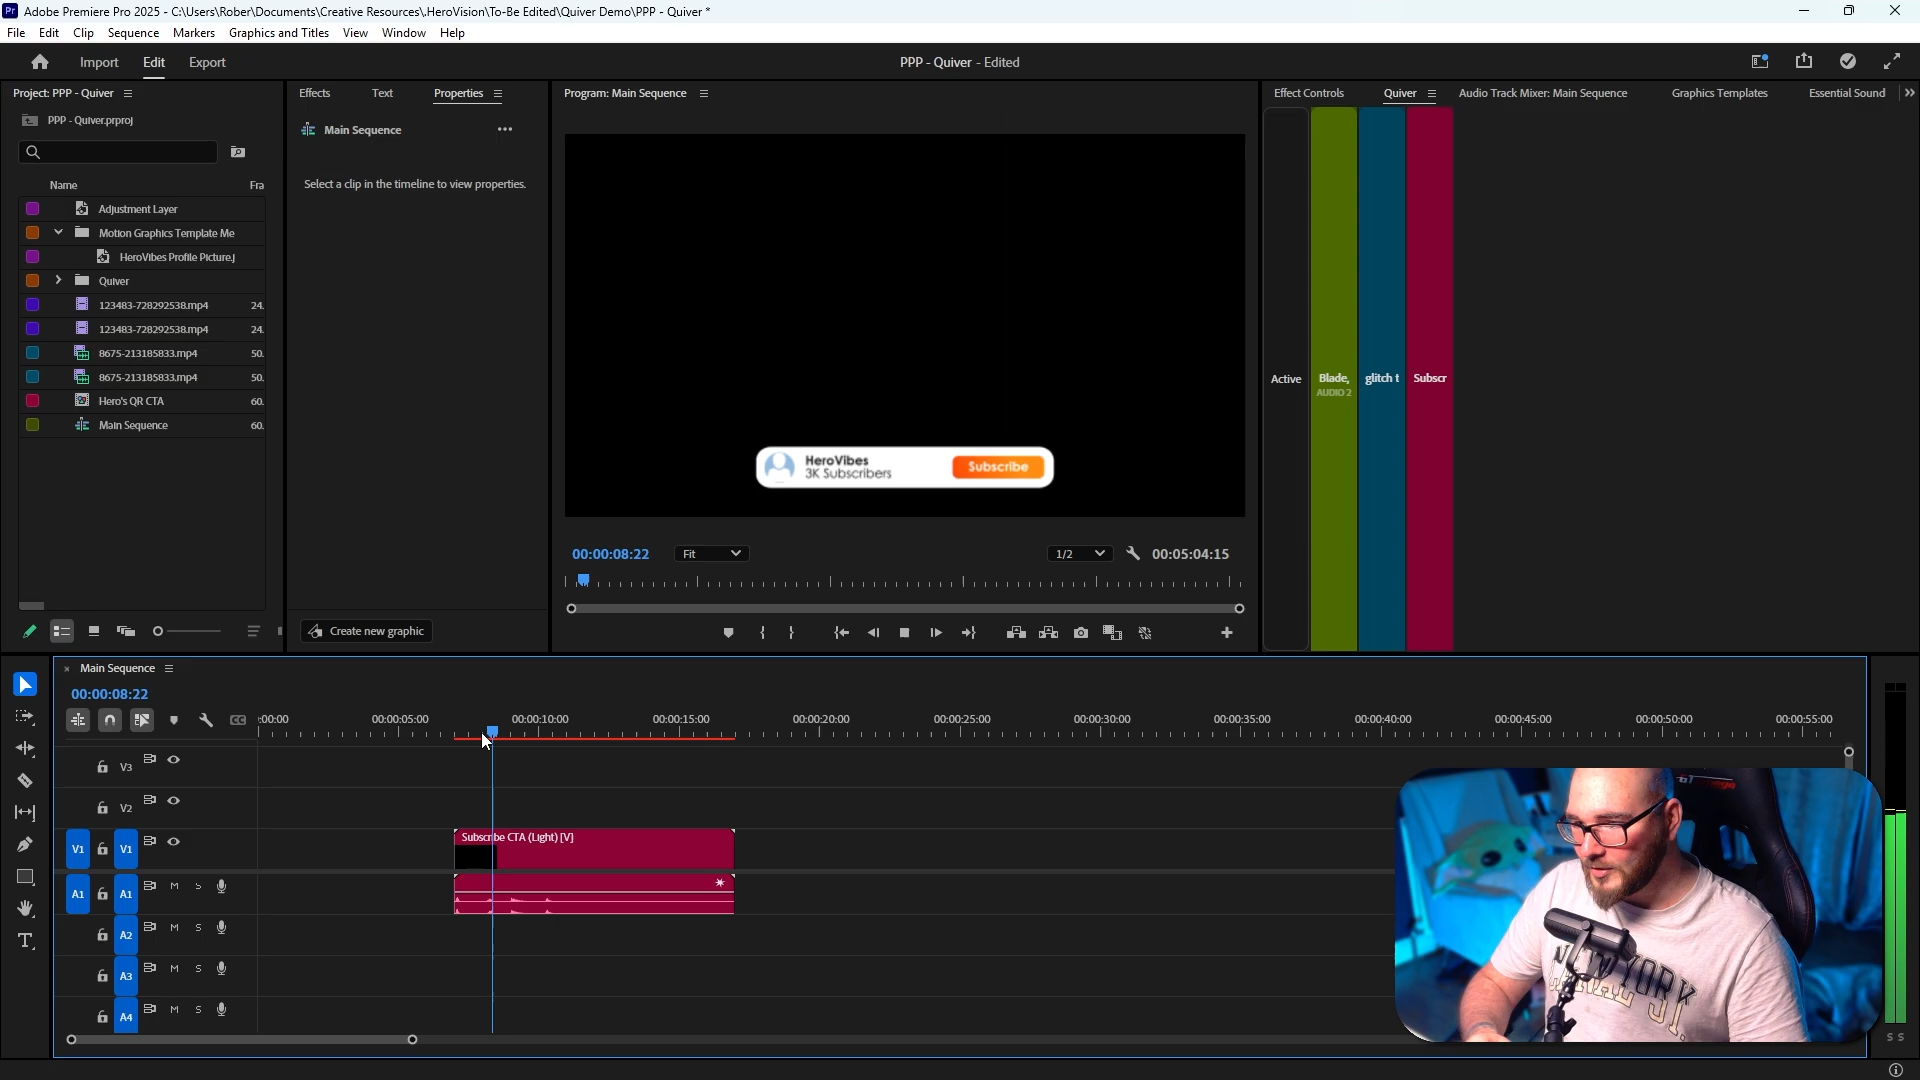 Pr Adobe Premiere Pro 2025 - C:\Users\Rober\Documents\Creative Resources\.HeroVision\To-Be Edited\Quiver Demo\PPP - Quiver *
File Edit Clip Sequence Markers Graphics and Titles View Window Help
Import Edit Export
PPP - Quiver - Edited
Project: PPP - Quiver
PPP - Quiver.prproj
Name Fra
Adjustment Layer
Motion Graphics Template Me
HeroVibes Profile Picture.j
Quiver
123483-728292538.mp4 24.
123483-728292538.mp4 24.
8675-213185833.mp4 50.
8675-213185833.mp4 50.
Hero's QR CTA 60.
Main Sequence 60.
Effects Text Properties
Main Sequence
Select a clip in the timeline to view properties.
Create new graphic
Program: Main Sequence
HeroVibes
3K Subscribers
Subscribe
00:00:08:22 Fit 1/2 00:05:04:15
Effect Controls Quiver Audio Track Mixer: Main Sequence Graphics Templates Essential Sound
Active Blade, glitch t Subscr
AUDIO 2
Main Sequence
00:00:08:22
CC
:00:00 00:00:05:00 00:00:10:00 00:00:15:00 00:00:20:00 00:00:25:00 00:00:30:00 00:00:35:00 00:00:40:00 00:00:45:00 00:00:50:00 00:00:55:00
V3
V2
V1 V1 Subscribe CTA (Light) [V]
A1 A1 M S
A2 M S
A3 M S
A4 M S
S S
NEW YORK